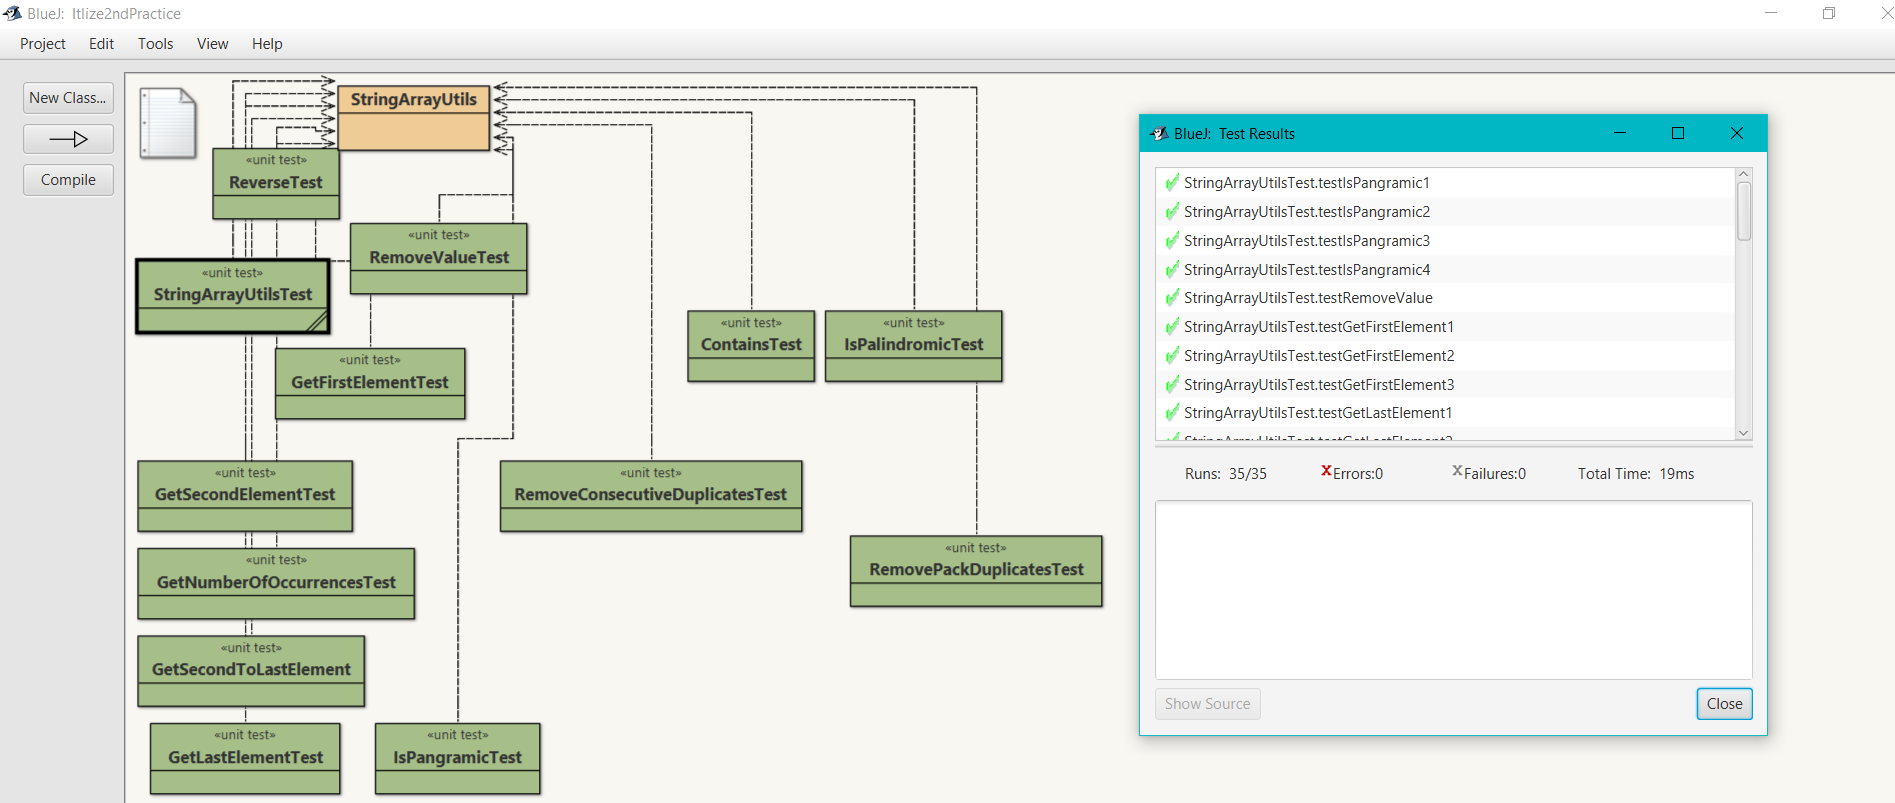 BlueJ: Itlize2ndPractice
Project Edit Tools View Help
New Class...
Compile
StringArrayUtils
«unit test»
ReverseTest
«unit test»
RemoveValueTest
«unit test»
StringArrayUtilsTest
«unit test»
ContainsTest
«unit test»
IsPalindromicTest
«unit test»
GetFirstElementTest
«unit test»
GetSecondElementTest
«unit test»
RemoveConsecutiveDuplicatesTest
«unit test»
GetNumberOfOccurrencesTest
«unit test»
RemovePackDuplicatesTest
«unit test»
GetSecondToLastElement
«unit test»
GetLastElementTest
«unit test»
IsPangramicTest
BlueJ: Test Results
StringArrayUtilsTest.testIsPangramic1
StringArrayUtilsTest.testIsPangramic2
StringArrayUtilsTest.testIsPangramic3
StringArrayUtilsTest.testIsPangramic4
StringArrayUtilsTest.testRemoveValue
StringArrayUtilsTest.testGetFirstElement1
StringArrayUtilsTest.testGetFirstElement2
StringArrayUtilsTest.testGetFirstElement3
StringArrayUtilsTest.testGetLastElement1
StringArrayUtilsTest.testGetLastElement2
Runs: 35/35 XErrors:0 XFailures:0 Total Time: 19ms
Show Source
Close